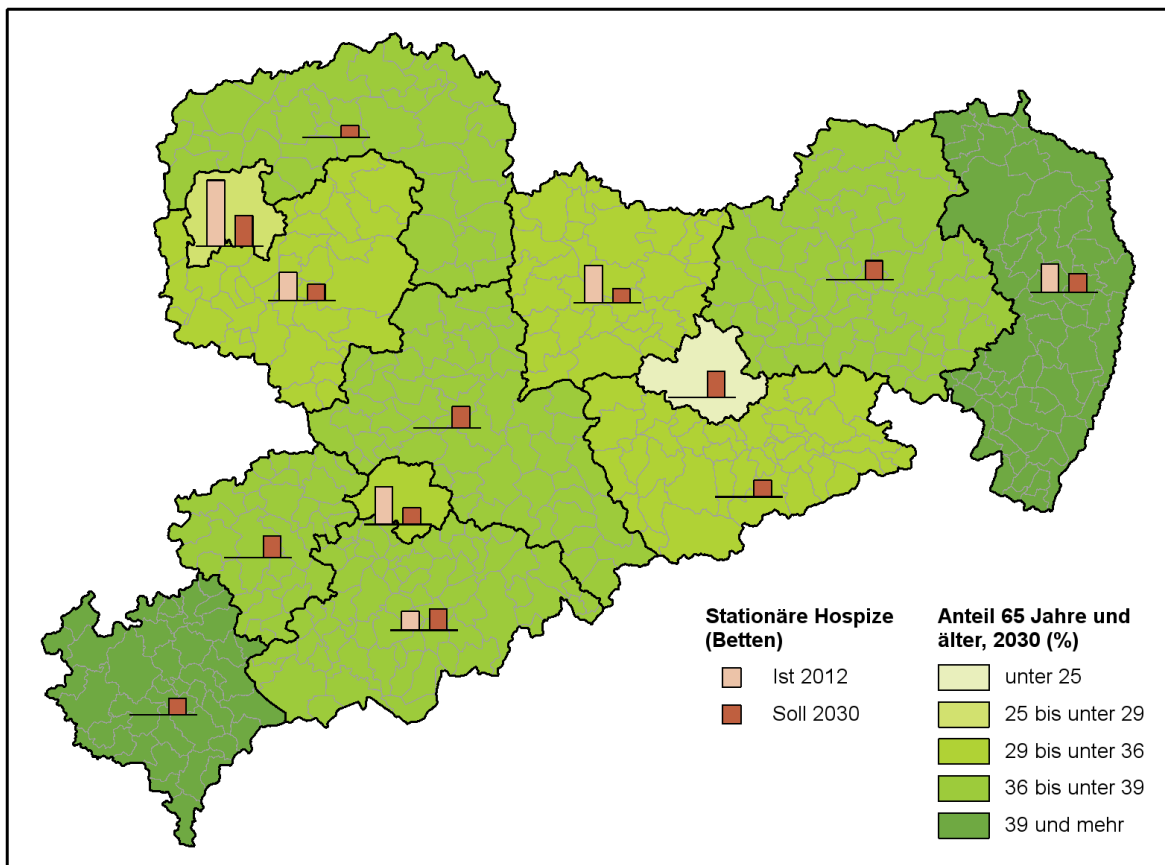 Stationäre Hospize
(Betten)
Ist 2012
Soll 2030
Anteil 65 Jahre und
älter, 2030 (%)
unter 25
25 bis unter 29
29 bis unter 36
36 bis unter 39
39 und mehr